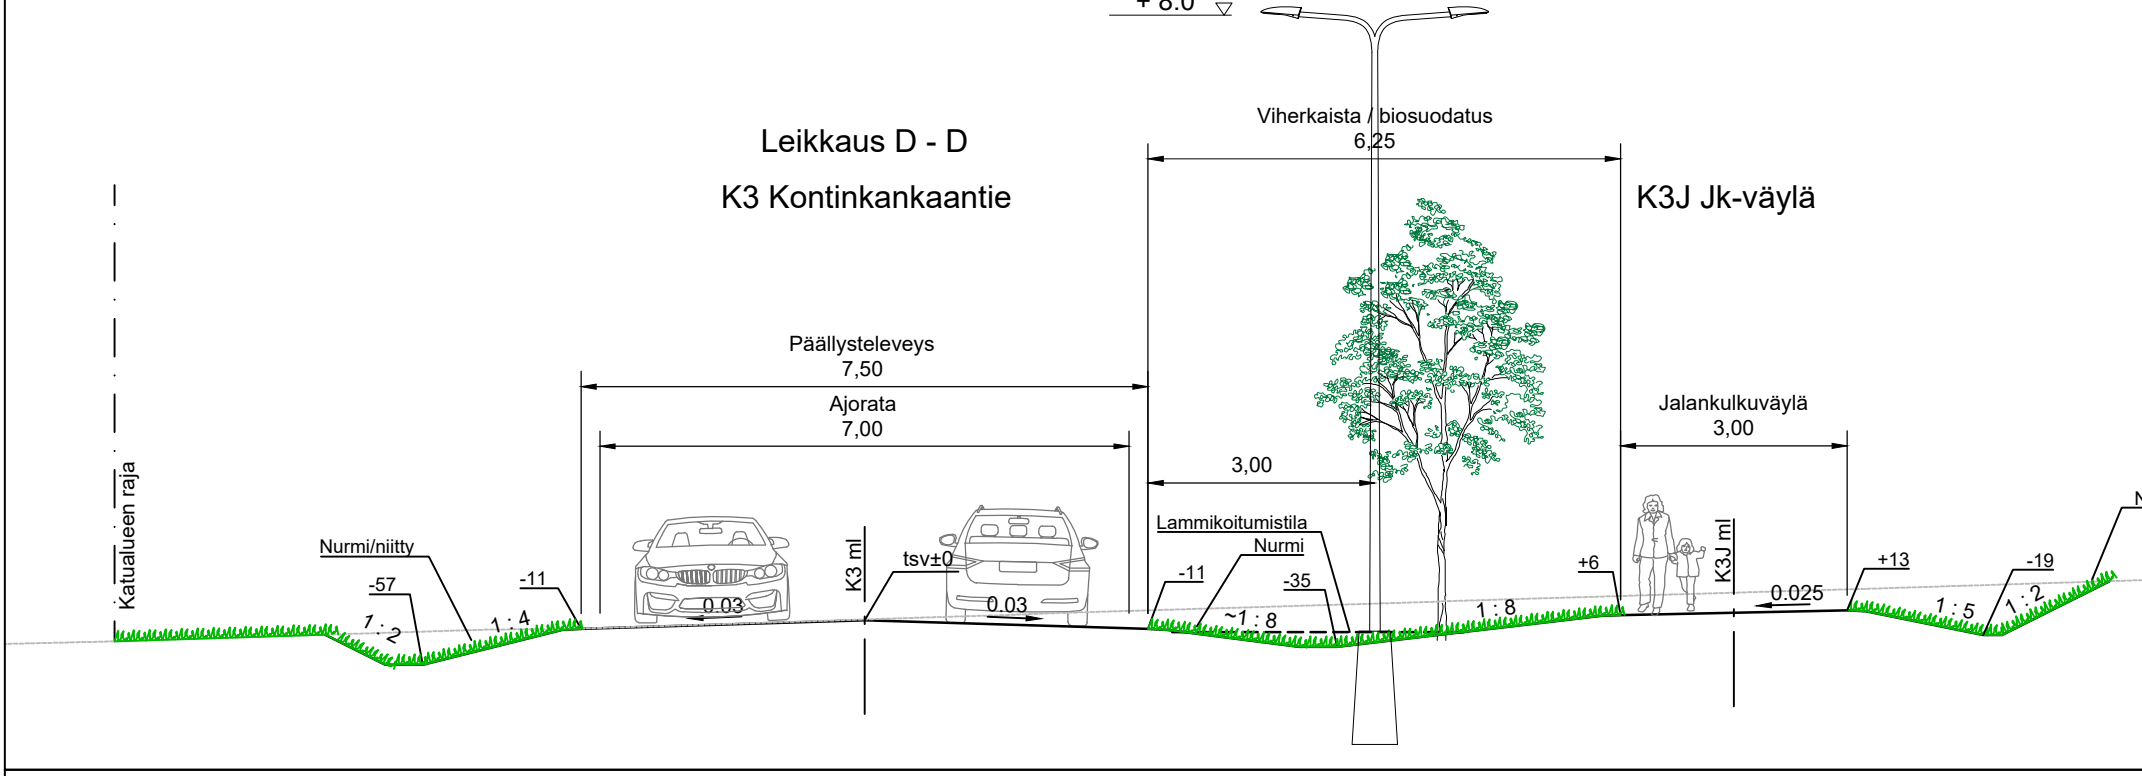 + 8.0
Viherkaista / biosuodatus
6,25
Leikkaus D - D
K3 Kontinkankaantie
K3J Jk-väylä
Päällysteleveys
7,50
Ajorata
7,00
Jalankulkuväylä
3,00
3,00
Katualueen raja
Nurmi/niitty
-57
-11
1 : 2
1 : 4
0.03
K3 ml
tsv±0
0.03
Lammikoitumistila
Nurmi
-11
-35
~1 : 8
1 : 8
+6
K3J ml
0.025
+13
-19
1 : 5
1 : 2
N